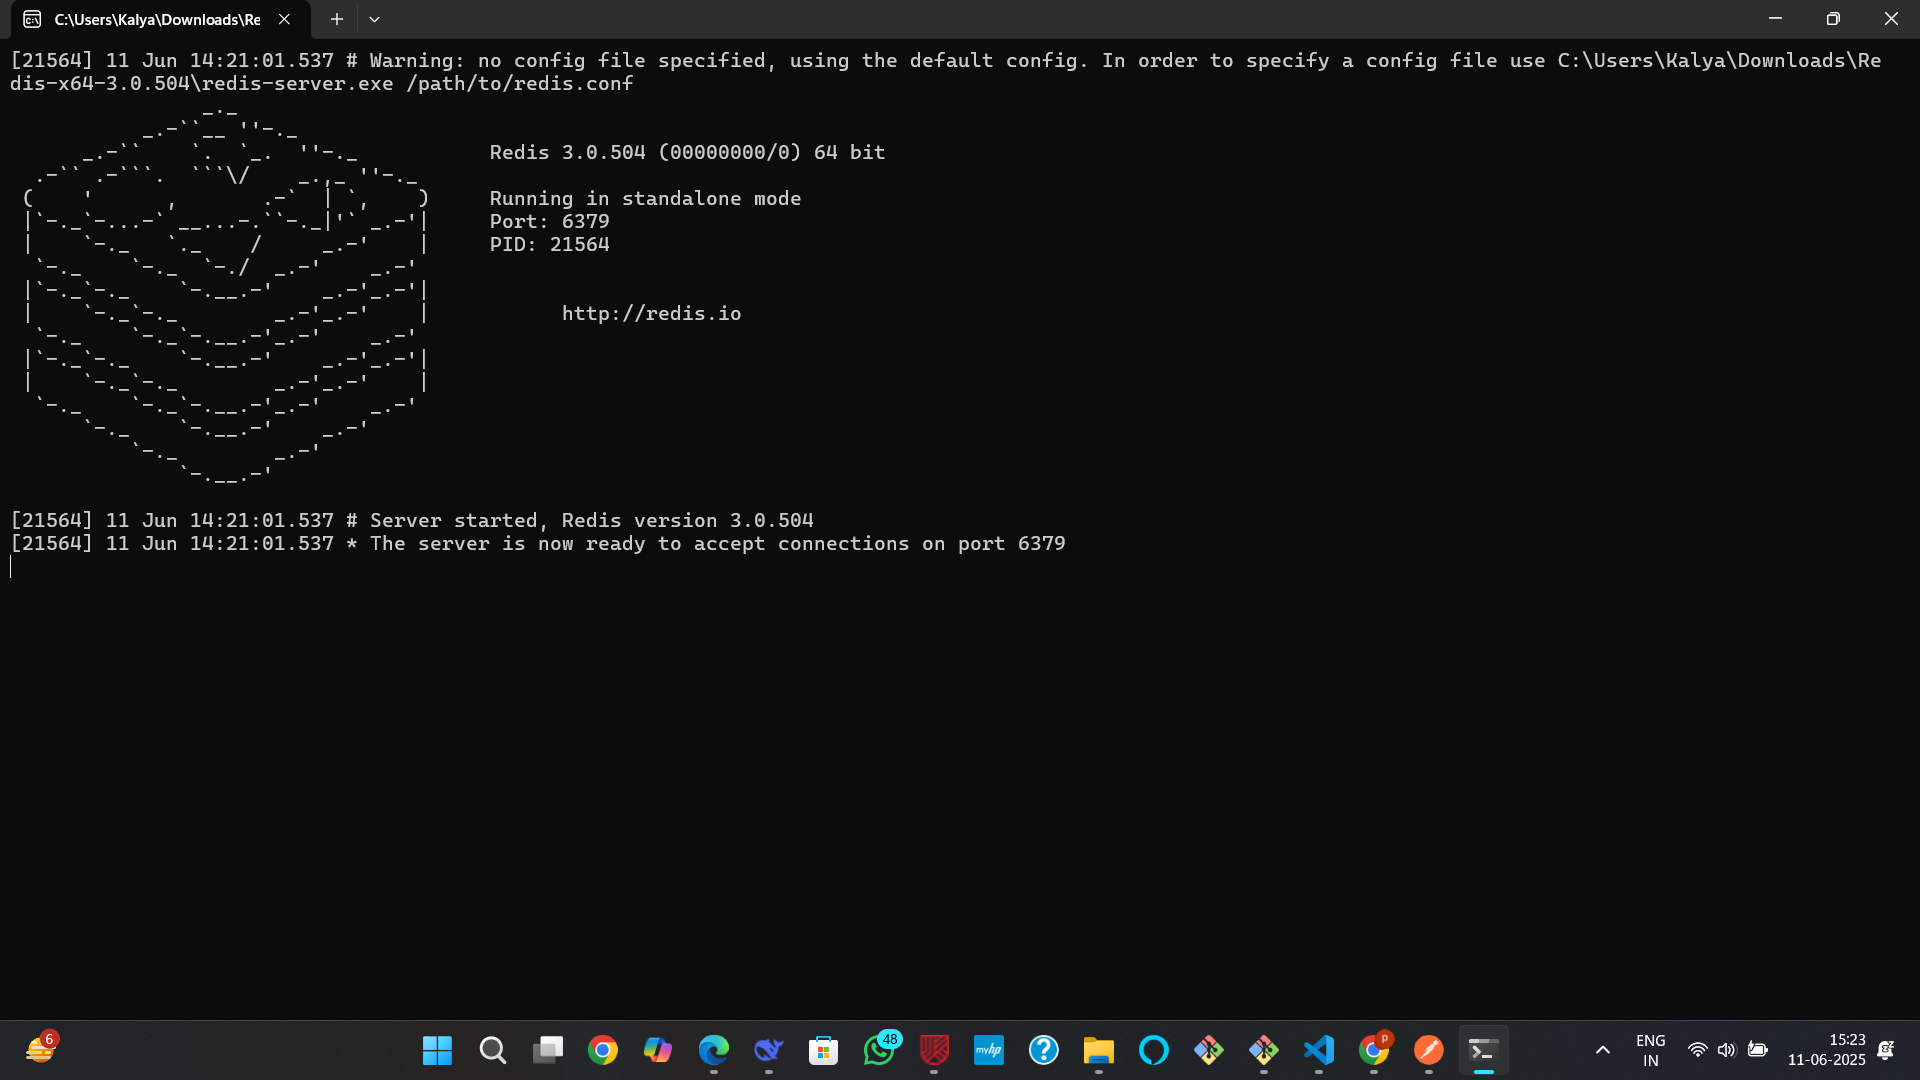 C:\Users\Kalya\Downloads\Re
[21564] 11 Jun 14:21:01.537 # Warning: no config file specified, using the default config. In order to specify a config file use C:\Users\Kalya\Downloads\Re
dis-x64-3.0.504\redis-server.exe /path/to/redis.conf
Redis 3.0.504 (00000000/0) 64 bit
Running in standalone mode
Port: 6379
PID: 21564
http://redis.io
[21564] 11 Jun 14:21:01.537 # Server started, Redis version 3.0.504
[21564] 11 Jun 14:21:01.537 * The server is now ready to accept connections on port 6379
6
48
myhp
P
ENG
IN
15:23
11-06-2025